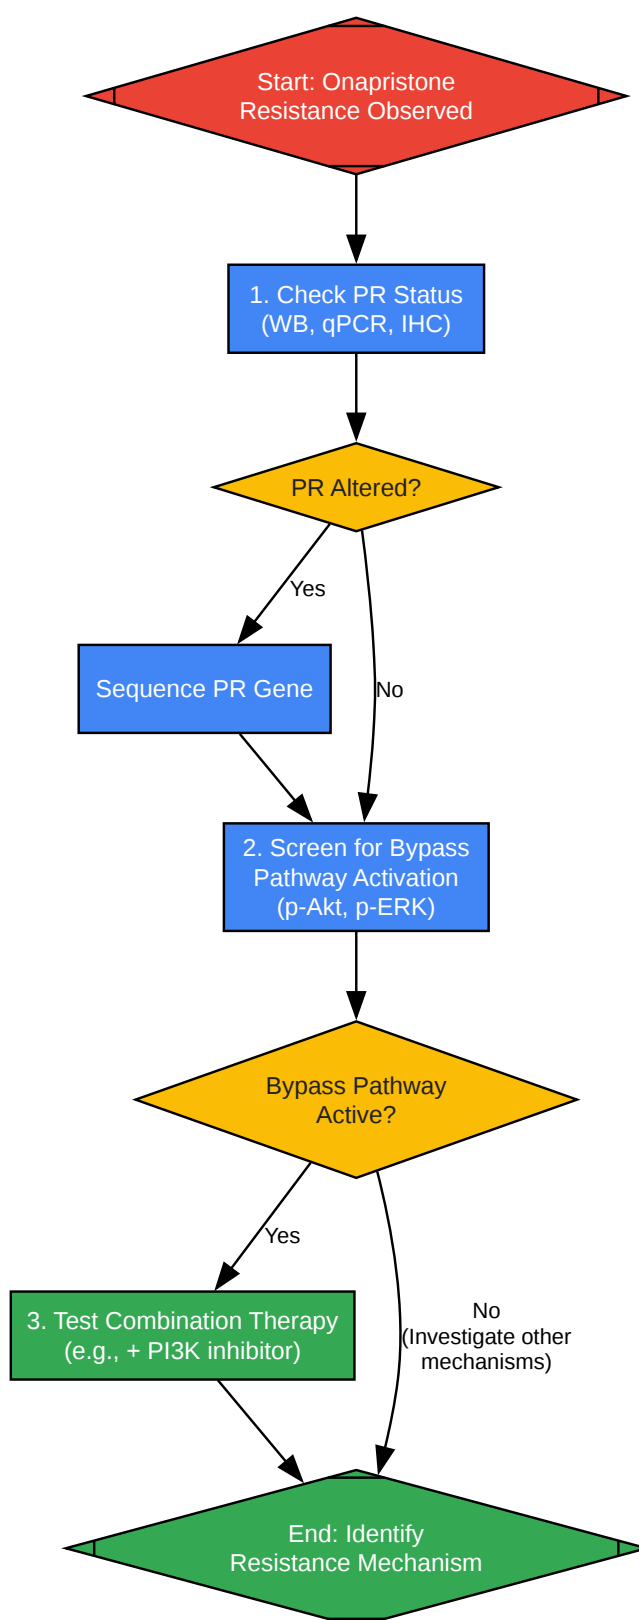 Start: Onapristone
Resistance Observed
1. Check PR Status
(WB, qPCR, IHC)
PR Altered?
Yes
Sequence PR Gene
No
2. Screen for Bypass
Pathway Activation
(p-Akt, p-ERK)
Bypass Pathway
Active?
Yes
3. Test Combination Therapy
(e.g., + PI3K inhibitor)
No
(Investigate other
mechanisms)
End: Identify
Resistance Mechanism